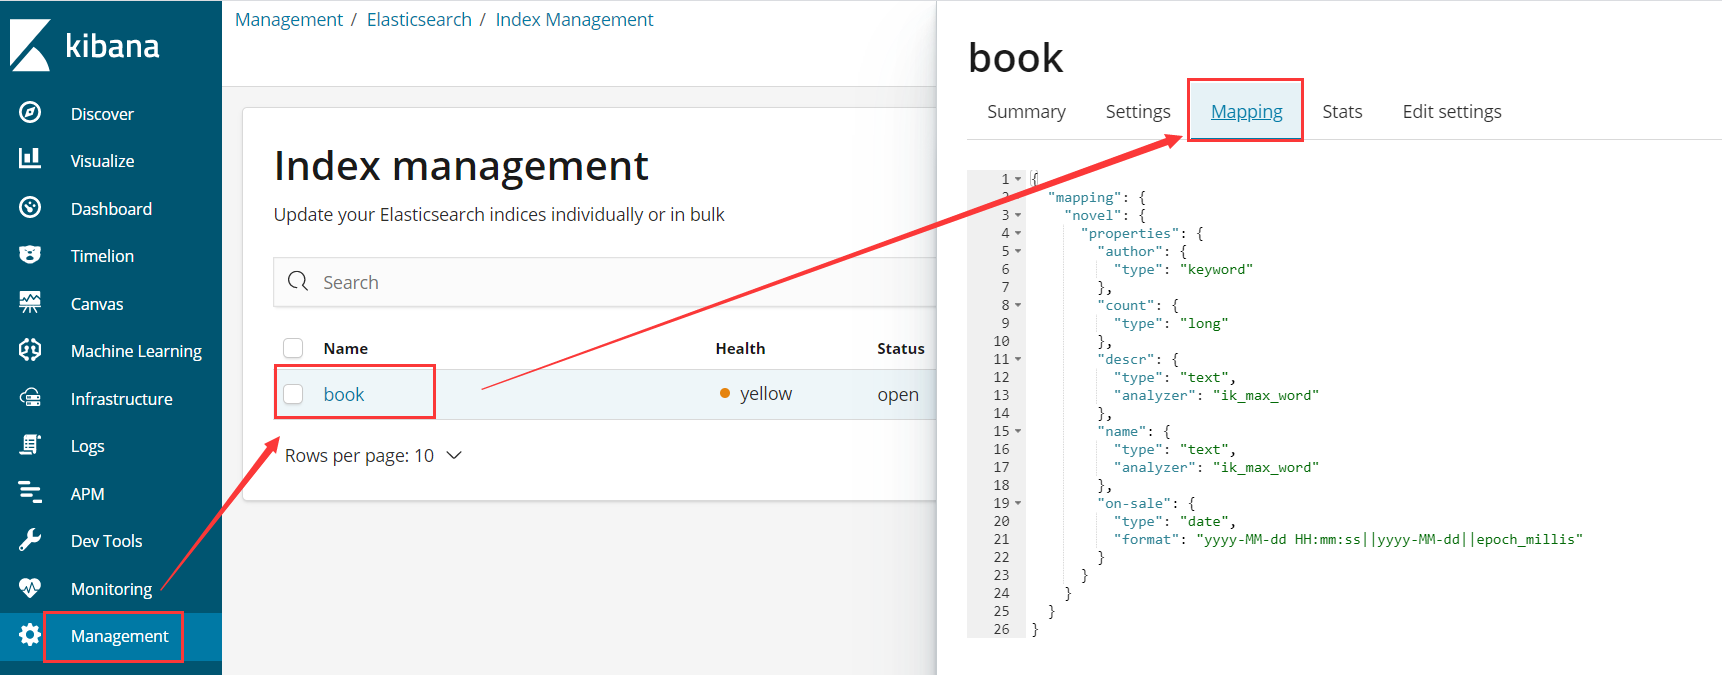 kibana
Discover
Visualize
Dashboard
Timelion
Canvas
Machine Learning
Infrastructure
Logs
APM
Dev Tools
Monitoring
Management
Management / Elasticsearch / Index Management
Index management
Update your Elasticsearch indices individually or in bulk
Search
Name Health Status
book yellow open
Rows per page: 10
book
Summary Settings Mapping Stats Edit settings
1 {
2 "mapping": {
3 "novel": {
4 "properties": {
5 "author": {
6 "type": "keyword"
7 },
8 "count": {
9 "type": "long"
10 },
11 "descr": {
12 "type": "text",
13 "analyzer": "ik_max_word"
14 },
15 "name": {
16 "type": "text",
17 "analyzer": "ik_max_word"
18 },
19 "on-sale": {
20 "type": "date",
21 "format": "yyyy-MM-dd HH:mm:ss||yyyy-MM-dd||epoch_millis"
22 }
23 }
24 }
25 }
26 }